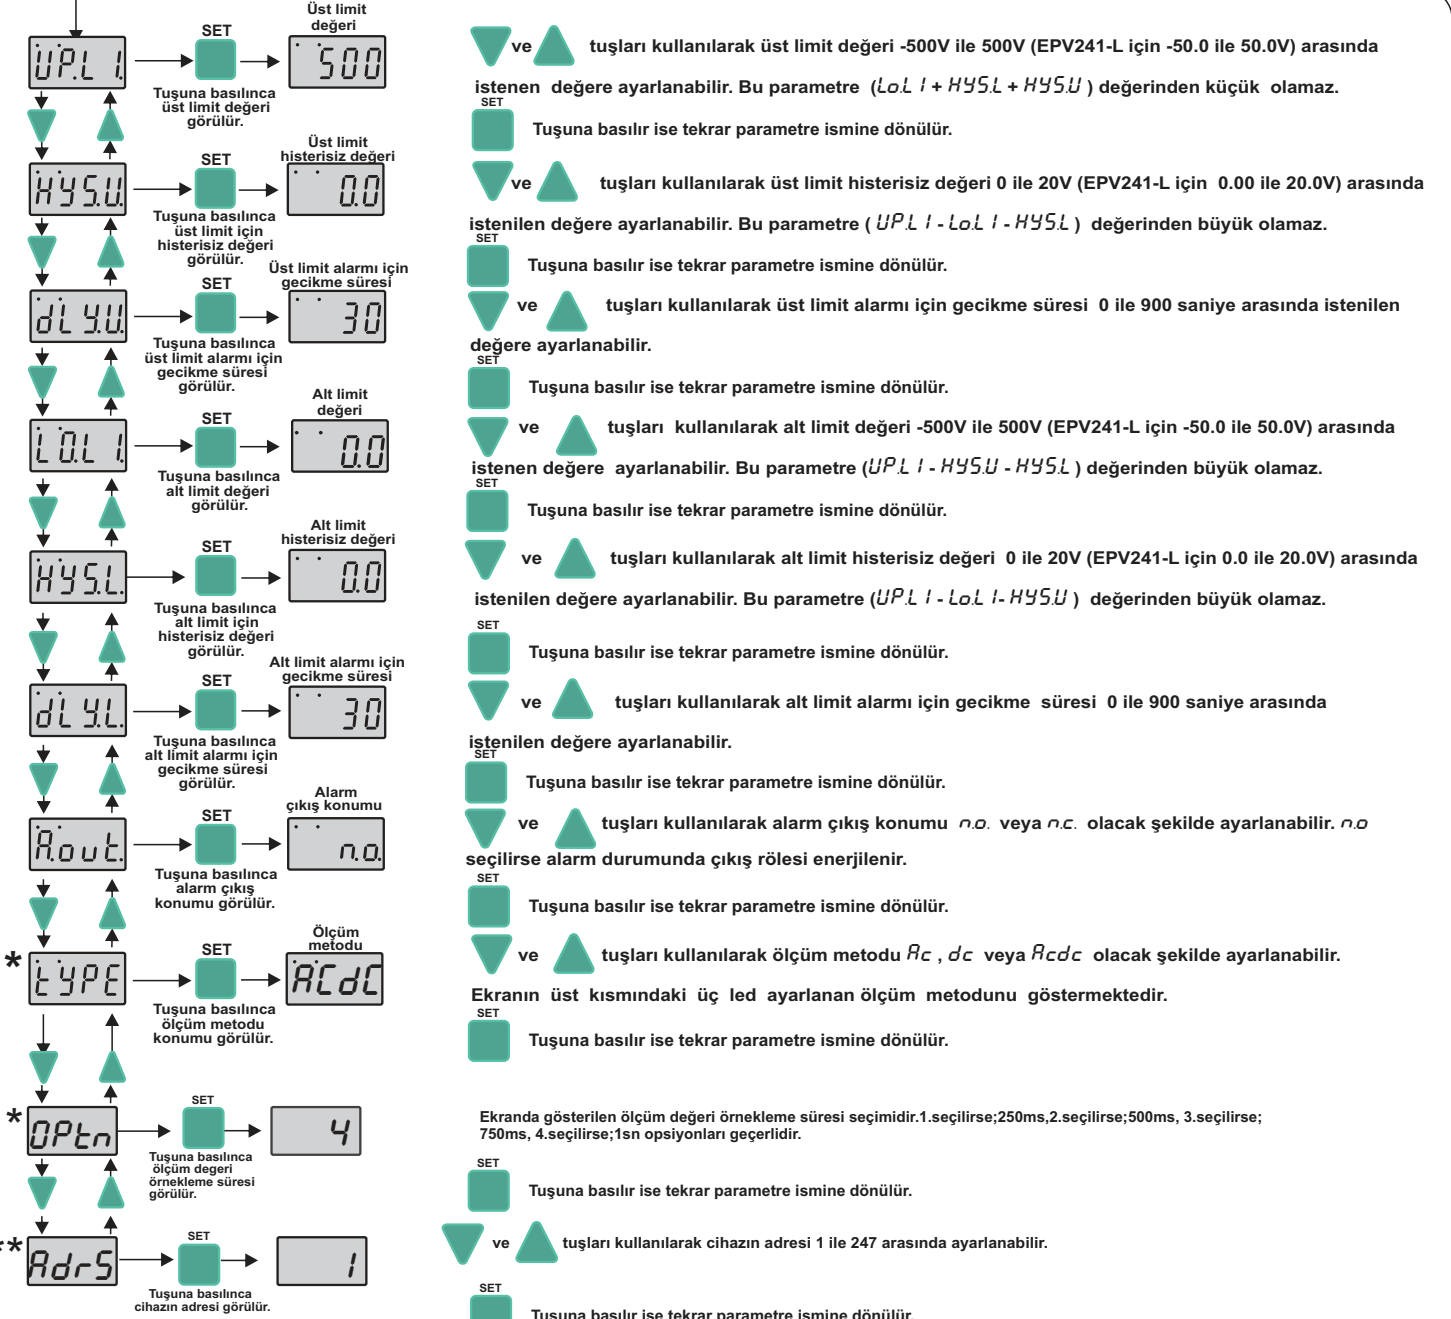 Üst limit
değeri
SET
UP.L1.
500
Tuşuna basılınca
üst limit değeri
görülür.
ve tuşları kullanılarak üst limit değeri -500V ile 500V (EPV241-L için -50.0 ile 50.0V) arasında
istenen değere ayarlanabilir. Bu parametre (Lo.L1 + HYS.L + HYS.U ) değerinden küçük olamaz.
SET
Tuşuna basılır ise tekrar parametre ismine dönülür.
Üst limit
histerisiz değeri
SET
HYS.U.
0.0
Tuşuna basılınca
üst limit için
histerisiz değeri
görülür.
ve tuşları kullanılarak üst limit histerisiz değeri 0 ile 20V (EPV241-L için 0.00 ile 20.0V) arasında
istenilen değere ayarlanabilir. Bu parametre ( UP.L1 - Lo.L1 - HYS.L ) değerinden büyük olamaz.
SET
Tuşuna basılır ise tekrar parametre ismine dönülür.
Üst limit alarmı için
gecikme süresi
SET
dLY.U.
30
Tuşuna basılınca
üst limit alarmı için
gecikme süresi
görülür.
ve tuşları kullanılarak üst limit alarmı için gecikme süresi 0 ile 900 saniye arasında istenilen
değere ayarlanabilir.
SET
Tuşuna basılır ise tekrar parametre ismine dönülür.
Alt limit
değeri
SET
LO.L1.
0.0
Tuşuna basılınca
alt limit değeri
görülür.
ve tuşları kullanılarak alt limit değeri -500V ile 500V (EPV241-L için -50.0 ile 50.0V) arasında
istenen değere ayarlanabilir. Bu parametre (UP.L1 - HYS.U - HYS.L ) değerinden büyük olamaz.
SET
Tuşuna basılır ise tekrar parametre ismine dönülür.
Alt limit
histerisiz değeri
SET
HYS.L.
0.0
Tuşuna basılınca
alt limit için
histerisiz değeri
görülür.
ve tuşları kullanılarak alt limit histerisiz değeri 0 ile 20V (EPV241-L için 0.0 ile 20.0V) arasında
istenilen değere ayarlanabilir. Bu parametre (UP.L1 - Lo.L1- HYS.U ) değerinden büyük olamaz.
SET
Tuşuna basılır ise tekrar parametre ismine dönülür.
Alt limit alarmı için
gecikme süresi
SET
dLY.L.
30
Tuşuna basılınca
alt limit alarmı için
gecikme süresi
görülür.
ve tuşları kullanılarak alt limit alarmı için gecikme süresi 0 ile 900 saniye arasında
istenilen değere ayarlanabilir.
SET
Tuşuna basılır ise tekrar parametre ismine dönülür.
Alarm
çıkış konumu
SET
A.out.
n.o.
Tuşuna basılınca
alarm çıkış
konumu görülür.
ve tuşları kullanılarak alarm çıkış konumu n.o. veya n.c. olacak şekilde ayarlanabilir. n.o
seçilirse alarm durumunda çıkış rölesi enerjilenir.
SET
Tuşuna basılır ise tekrar parametre ismine dönülür.
Ölçüm
metodu
SET
* tYPE
ACdC
Tuşuna basılınca
ölçüm metodu
konumu görülür.
ve tuşları kullanılarak ölçüm metodu Ac , dc veya Acdc olacak şekilde ayarlanabilir.
Ekranın üst kısmındaki üç led ayarlanan ölçüm metodunu göstermektedir.
SET
Tuşuna basılır ise tekrar parametre ismine dönülür.
SET
* OPtn
4
Tuşuna basılınca
ölçüm degeri
örnekleme süresi
görülür.
Ekranda gösterilen ölçüm değeri örnekleme süresi seçimidir.1.seçilirse;250ms,2.seçilirse;500ms, 3.seçilirse;
750ms, 4.seçilirse;1sn opsiyonları geçerlidir.
SET
Tuşuna basılır ise tekrar parametre ismine dönülür.
SET
** AdrS
1
Tuşuna basılınca
cihazın adresi görülür.
ve tuşları kullanılarak cihazın adresi 1 ile 247 arasında ayarlanabilir.
SET
Tuşuna basılır ise tekrar parametre ismine dönülür.